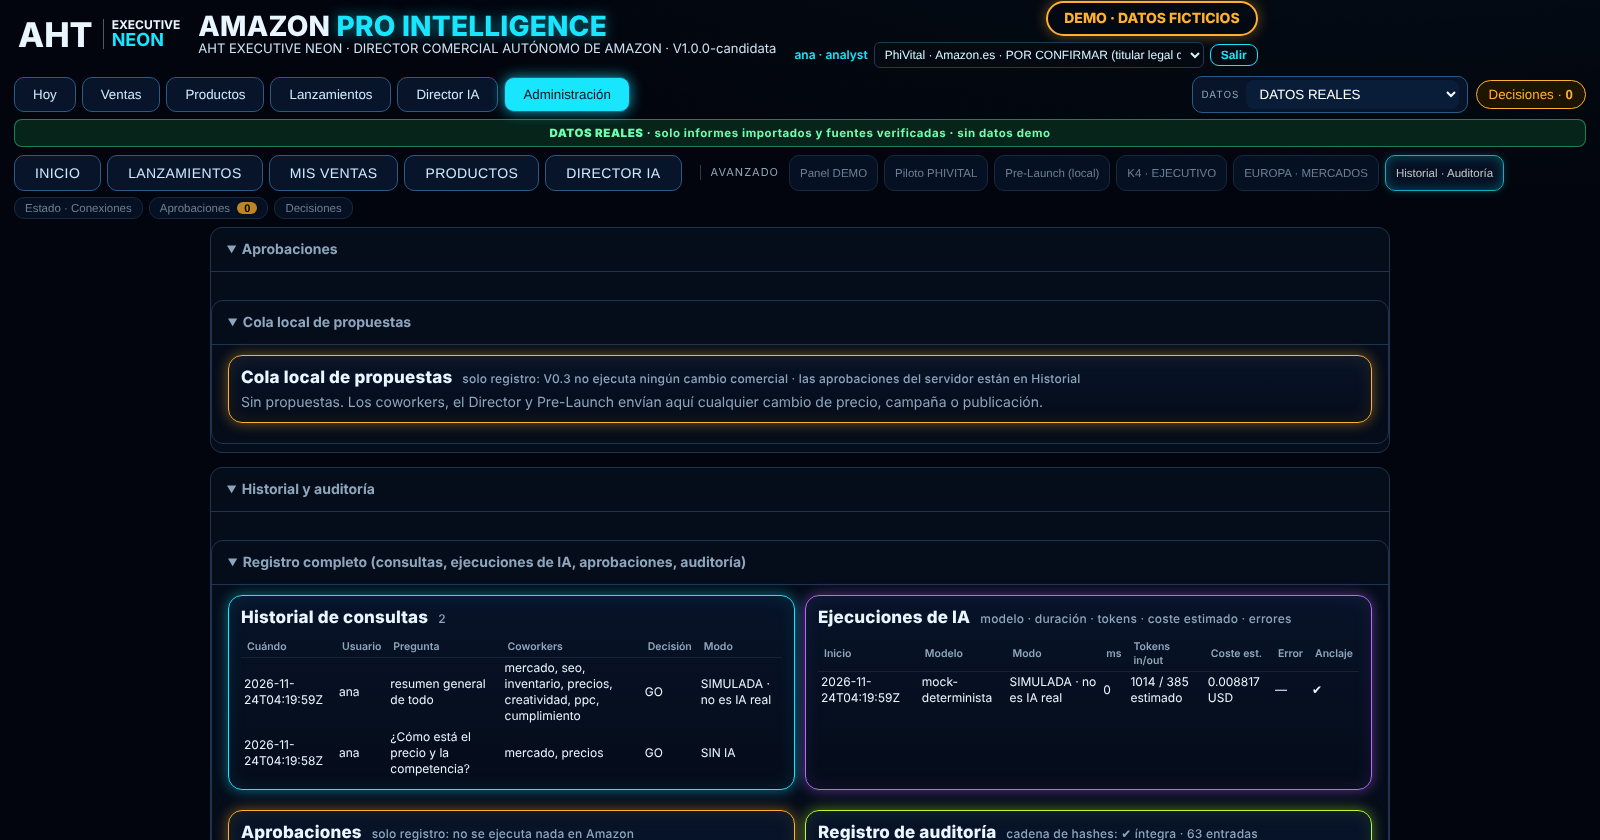 AHT EXECUTIVE NEON
AMAZON PRO INTELLIGENCE
AHT EXECUTIVE NEON · DIRECTOR COMERCIAL AUTÓNOMO DE AMAZON · V1.0.0-candidata
DEMO · DATOS FICTICIOS
ana · analyst PhiVital · Amazon.es · POR CONFIRMAR (titular legal c Salir
Hoy Ventas Productos Lanzamientos Director IA Administración DATOS DATOS REALES Decisiones · 0
DATOS REALES · solo informes importados y fuentes verificadas · sin datos demo
INICIO LANZAMIENTOS MIS VENTAS PRODUCTOS DIRECTOR IA AVANZADO Panel DEMO Piloto PHIVITAL Pre-Launch (local) K4 · EJECUTIVO EUROPA · MERCADOS Historial · Auditoría
Estado · Conexiones Aprobaciones 0 Decisiones
▼ Aprobaciones
▼ Cola local de propuestas
Cola local de propuestas solo registro: V0.3 no ejecuta ningún cambio comercial · las aprobaciones del servidor están en Historial
Sin propuestas. Los coworkers, el Director y Pre-Launch envían aquí cualquier cambio de precio, campaña o publicación.
▼ Historial y auditoría
▼ Registro completo (consultas, ejecuciones de IA, aprobaciones, auditoría)
Historial de consultas 2
Cuándo Usuario Pregunta Coworkers Decisión Modo
2026-11-24T04:19:59Z ana resumen general de todo mercado, seo, inventario, precios, creatividad, ppc, cumplimiento GO SIMULADA · no es IA real
2026-11-24T04:19:58Z ana ¿Cómo está el precio y la competencia? mercado, precios GO SIN IA
Ejecuciones de IA modelo · duración · tokens · coste estimado · errores
Inicio Modelo Modo ms Tokens in/out Coste est. Error Anclaje
2026-11-24T04:19:59Z mock-determinista SIMULADA · no es IA real 0 1014 / 385 estimado 0.008817 USD — ✔
Aprobaciones solo registro: no se ejecuta nada en Amazon
Registro de auditoría cadena de hashes: ✔ íntegra · 63 entradas